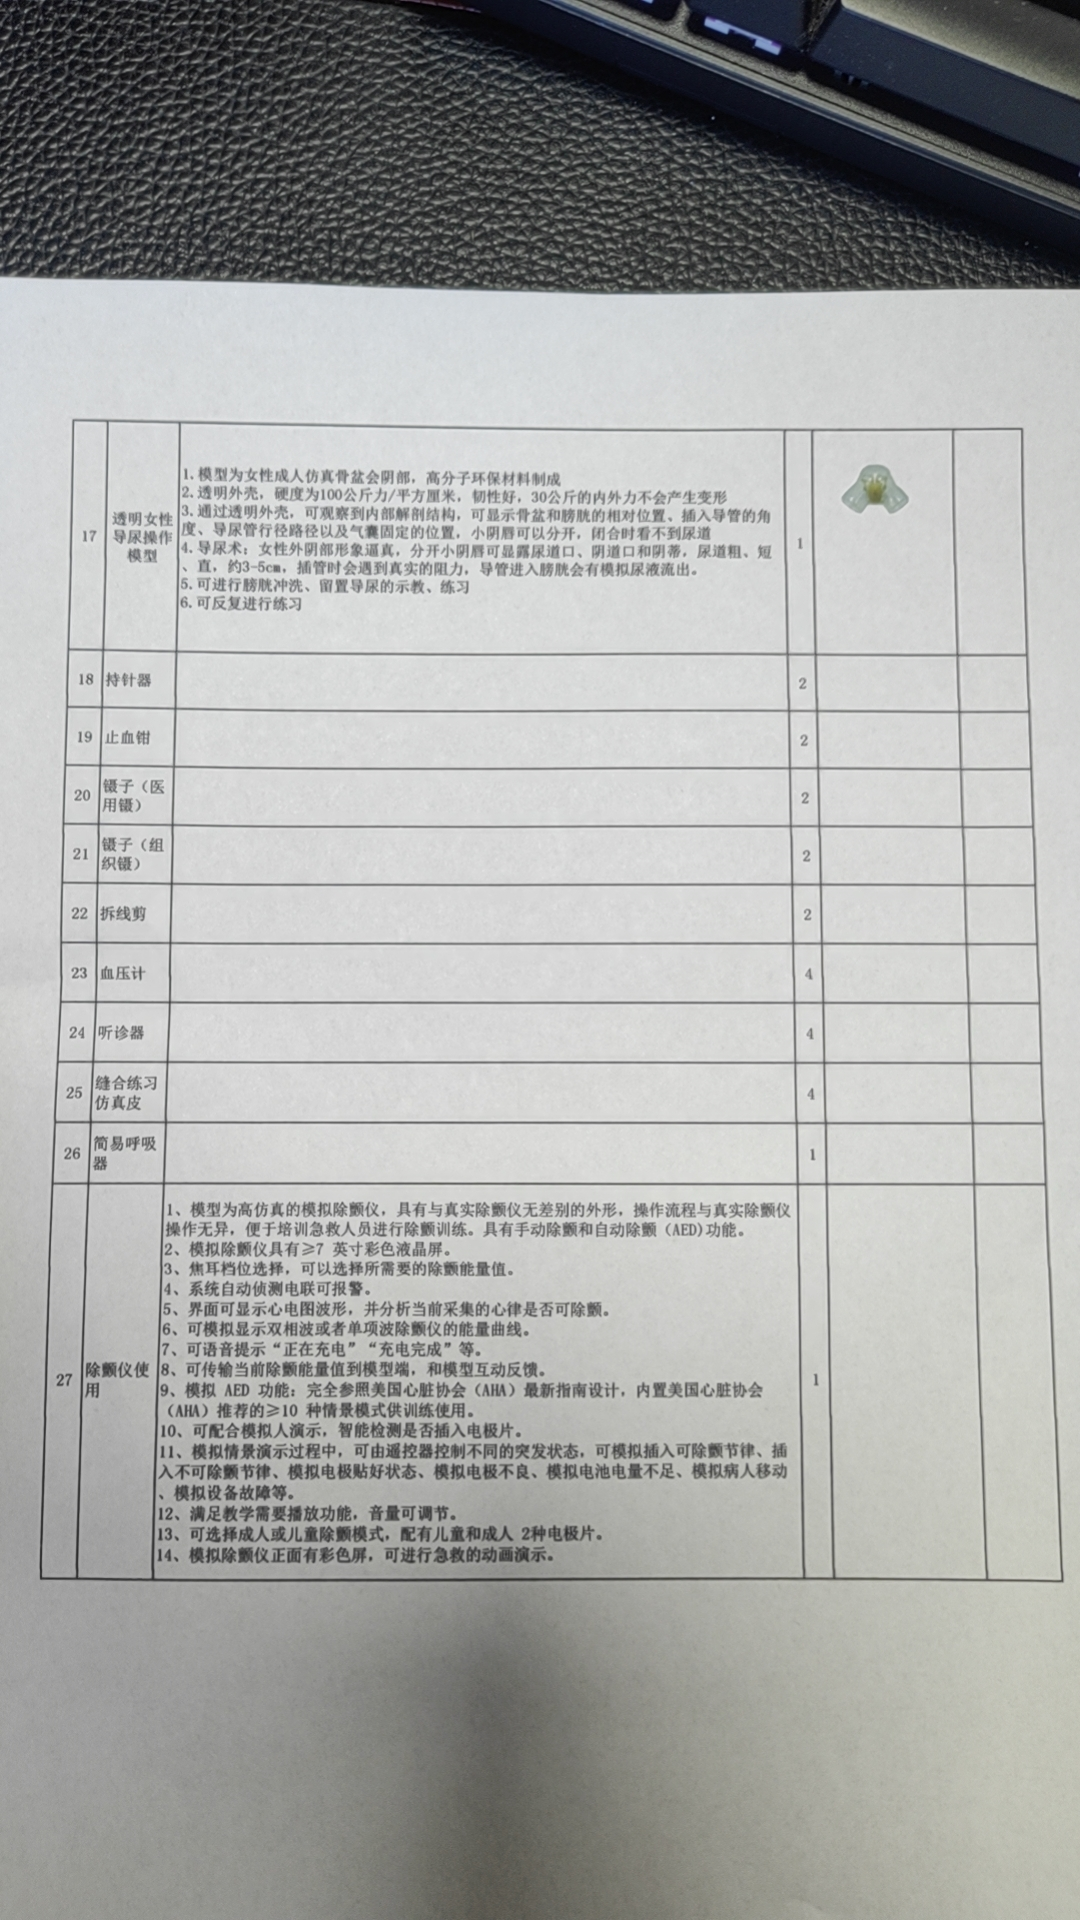 17
透明女性
导尿操作
模型
1.模型为女性成人仿真骨盆会阴部，高分子环保材料制成
2.透明外壳，硬度为100公斤力/平方厘米，韧性好，30公斤的内外力不会产生变形
3.通过透明外壳，可观察到内部解剖结构，可显示骨盆和膀胱的相对位置、插入导管的角
度、导尿管行径路径以及气囊固定的位置，小阴唇可以分开，闭合时看不到尿道
4.导尿术：女性外阴部形象逼真，分开小阴唇可显露尿道口、阴道口和阴蒂，尿道粗、短
、直，约3-5cm，插管时会遇到真实的阻力，导管进入膀胱会有模拟尿液流出。
5.可进行膀胱冲洗、留置导尿的示教、练习
6.可反复进行练习
1
18 持针器 2
19 止血钳 2
20
镊子（医
用镊）
2
21
镊子（组
织镊）
2
22 拆线剪 2
23 血压计 4
24 听诊器 4
25
缝合练习
仿真皮
4
26
简易呼吸
器
1
27
除颤仪使
用
1、模型为高仿真的模拟除颤仪，具有与真实除颤仪无差别的外形，操作流程与真实除颤仪
操作无异，便于培训急救人员进行除颤训练。具有手动除颤和自动除颤（AED)功能。
2、模拟除颤仪具有≥7 英寸彩色液晶屏。
3、焦耳档位选择，可以选择所需要的除颤能量值。
4、系统自动侦测电联可报警。
5、界面可显示心电图波形，并分析当前采集的心律是否可除颤。
6、可模拟显示双相波或者单项波除颤仪的能量曲线。
7、可语音提示“正在充电”“充电完成”等。
8、可传输当前除颤能量值到模型端，和模型互动反馈。
9、模拟 AED 功能：完全参照美国心脏协会（AHA）最新指南设计，内置美国心脏协会
（AHA）推荐的≥10 种情景模式供训练使用。
10、可配合模拟人演示，智能检测是否插入电极片。
11、模拟情景演示过程中，可由遥控器控制不同的突发状态，可模拟插入可除颤节律、插
入不可除颤节律、模拟电极贴好状态、模拟电极不良、模拟电池电量不足、模拟病人移动
、模拟设备故障等。
12、满足教学需要播放功能，音量可调节。
13、可选择成人或儿童除颤模式，配有儿童和成人 2种电极片。
14、模拟除颤仪正面有彩色屏，可进行急救的动画演示。
1